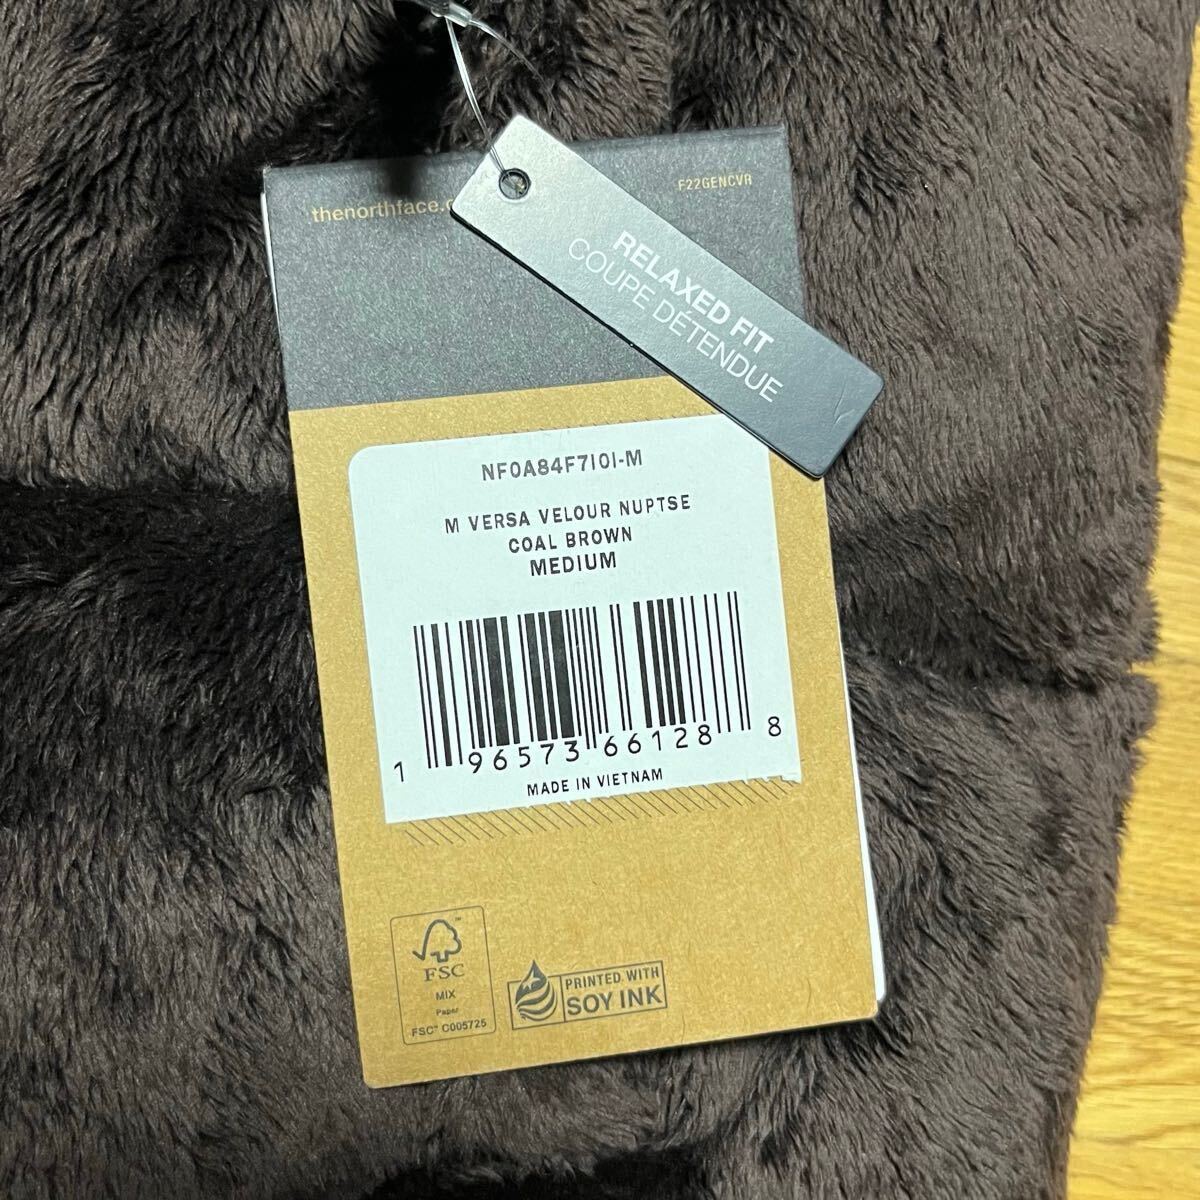 thenorthface.
F22GENCVR
RELAXED FIT
COUPE DÉTENDUE
NF0A84F7I0I-M
M VERSA VELOUR NUPTSE
COAL BROWN
MEDIUM
1 96573 66128 8
MADE IN VIETNAM
FSC
MIX
Paper
FSC™ C005725
PRINTED WITH
SOY INK